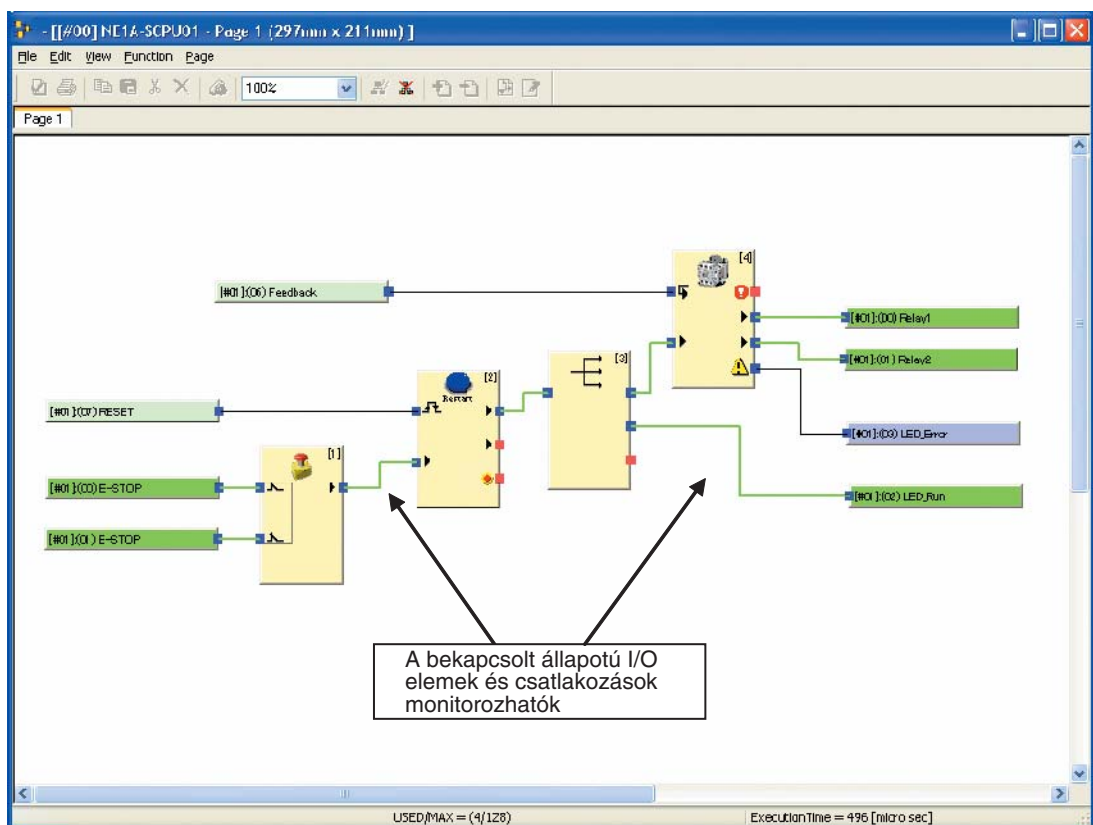 - [[#00] NE1A-SCPU01 - Page 1 (297mm x 211mm) ]
File Edit View Function Page
100%
Page 1
[4]
[#01]:(06) Feedback
[#01]:(00) Relay1
[3]
[#01]:(01) Relay2
[2]
Restart
[#01]:(07) RESET
[#01]:(03) LED_Error
[1]
[#01]:(00) E-STOP
[#01]:(02) LED_Run
[#01]:(01) E-STOP
A bekapcsolt állapotú I/O
elemek és csatlakozások
monitorozhatók
USED/MAX = (4/128)
ExecutionTime = 496 [micro sec]